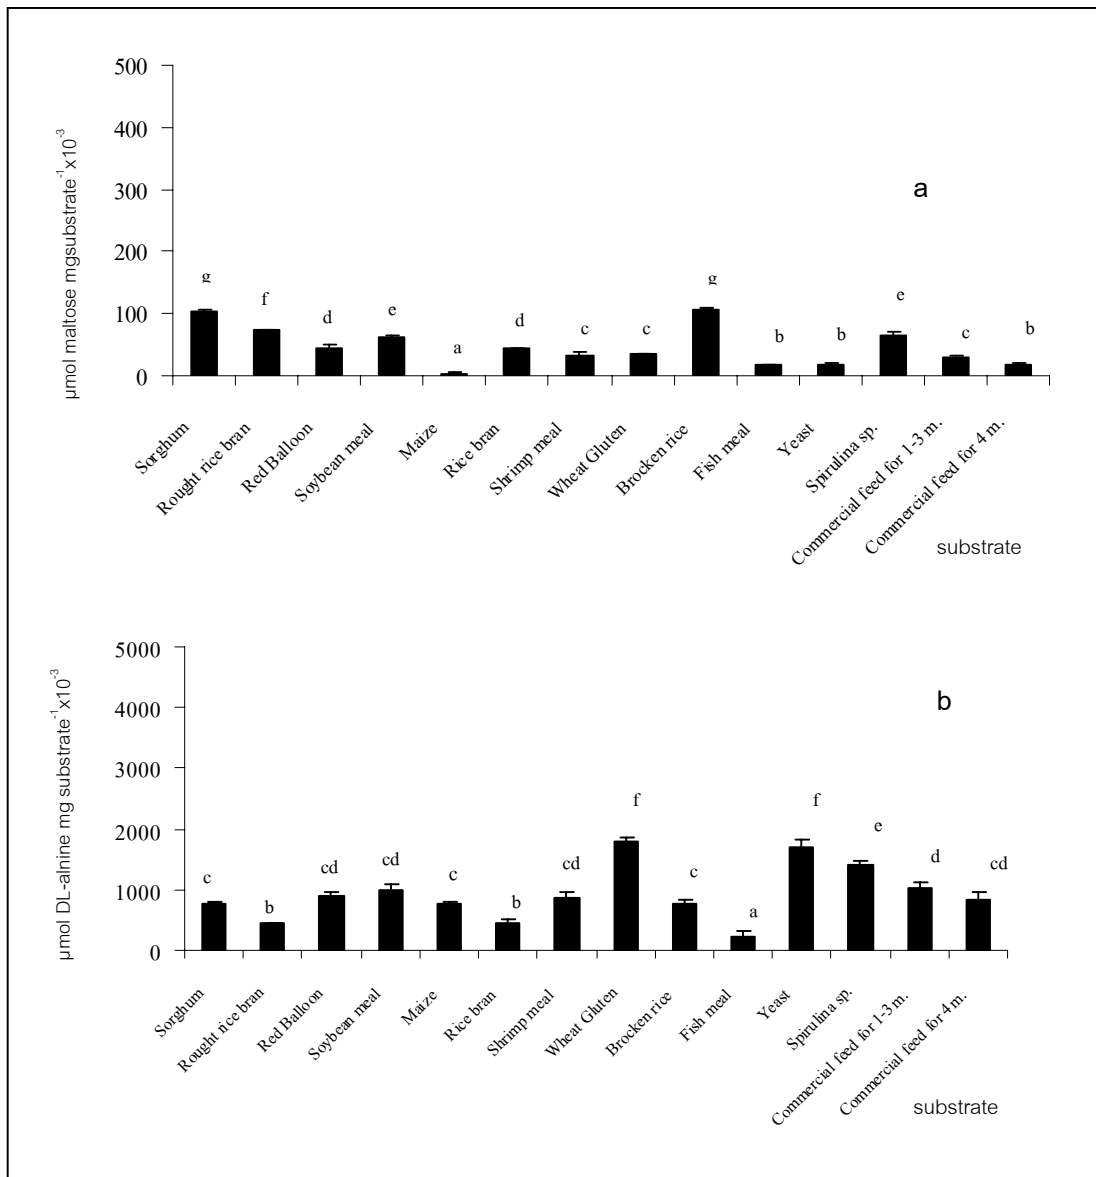 500
400
300
200
100
0
µmol maltose mgsubstrate⁻¹x10⁻³
a
g
f
d
e
a
d
c
c
g
b
b
e
c
b
Sorghum
Rought rice bran
Red Balloon
Soybean meal
Maize
Rice bran
Shrimp meal
Wheat Gluten
Brocken rice
Fish meal
Yeast
Spirulina sp.
Commercial feed for 1-3 m.
Commercial feed for 4 m.
substrate
5000
4000
3000
2000
1000
0
µmol DL-alnine mg substrate⁻¹x10⁻³
b
c
b
cd
cd
c
b
cd
f
c
a
f
e
d
cd
Sorghum
Rought rice bran
Red Balloon
Soybean meal
Maize
Rice bran
Shrimp meal
Wheat Gluten
Brocken rice
Fish meal
Yeast
Spirulina sp.
Commercial feed for 1-3 m.
Commercial feed for 4 m.
substrate